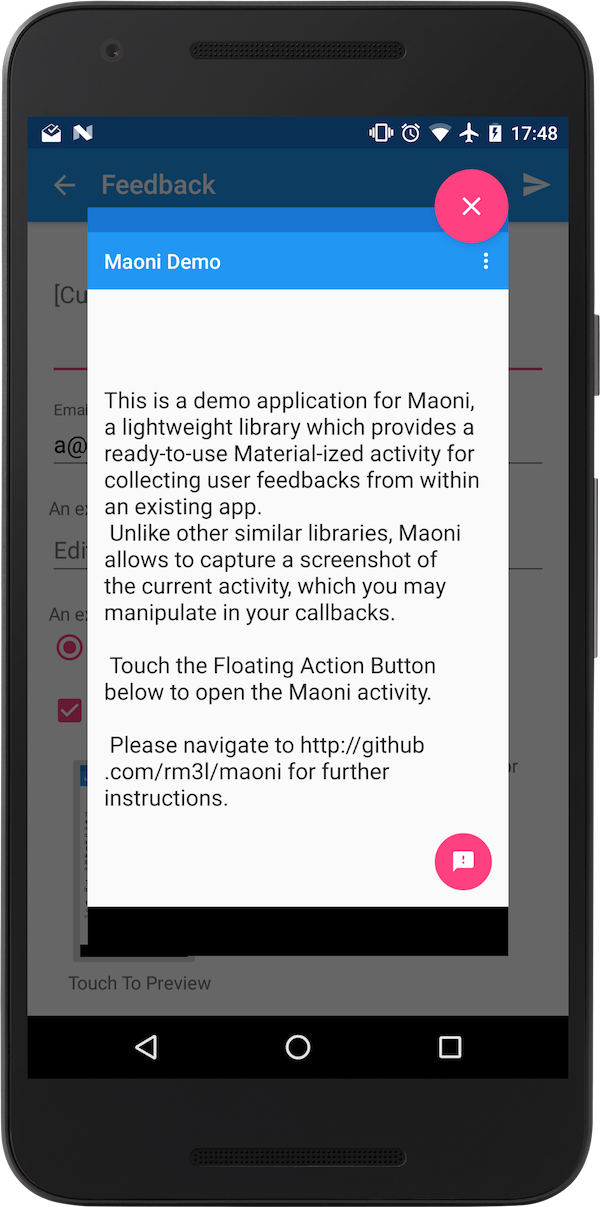 17:48
Feedback
Maoni Demo
[Cu
This is a demo application for Maoni,
a lightweight library which provides a
ready-to-use Material-ized activity for
collecting user feedbacks from within
an existing app.
Unlike other similar libraries, Maoni
allows to capture a screenshot of
the current activity, which you may
manipulate in your callbacks.
Touch the Floating Action Button
below to open the Maoni activity.
Please navigate to http://github
.com/rm3l/maoni for further
instructions.
Emai
a@
An ex
Edi
An ex
or
Touch To Preview